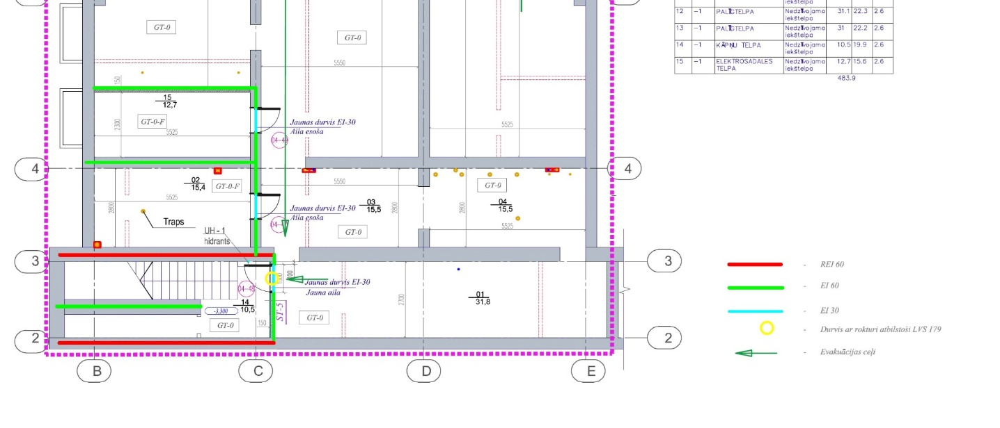 iekštelpa
12 -1 PALĪGTELPA Nedzīvojama iekštelpa 31.1 22.3 2.6
13 -1 PALĪGTELPA Nedzīvojama iekštelpa 31 22.2 2.6
14 -1 KĀPŅU TELPA Nedzīvojama iekštelpa 10.5 19.9 2.6
15 -1 ELEKTROSADALES TELPA Nedzīvojama iekštelpa 12.7 15.6 2.6
483.9
GT-0
GT-0
5550
150
15
12,7
GT-0-F
2300
5525
Jaunas durvis EI-30
Aila esoša
5525
4
4
02
15,4
GT-0-F
5525
2800
Traps
UH - 1
hidrants
5550
03
15,5
2800
GT-0
Jaunas durvis EI-30
Aila esoša
GT-0
04
15,5
2800
5525
3
3
04-48
14
10,5
-3.300
GT-0
150
ST-5
Jaunas durvis EI-30
Jauna aila
GT-0
2700
01
31,8
2
2
B
C
D
E
- REI 60
- EI 60
- EI 30
- Durvis ar rokturi atbilstoši LVS 179
- Evakuācijas ceļi